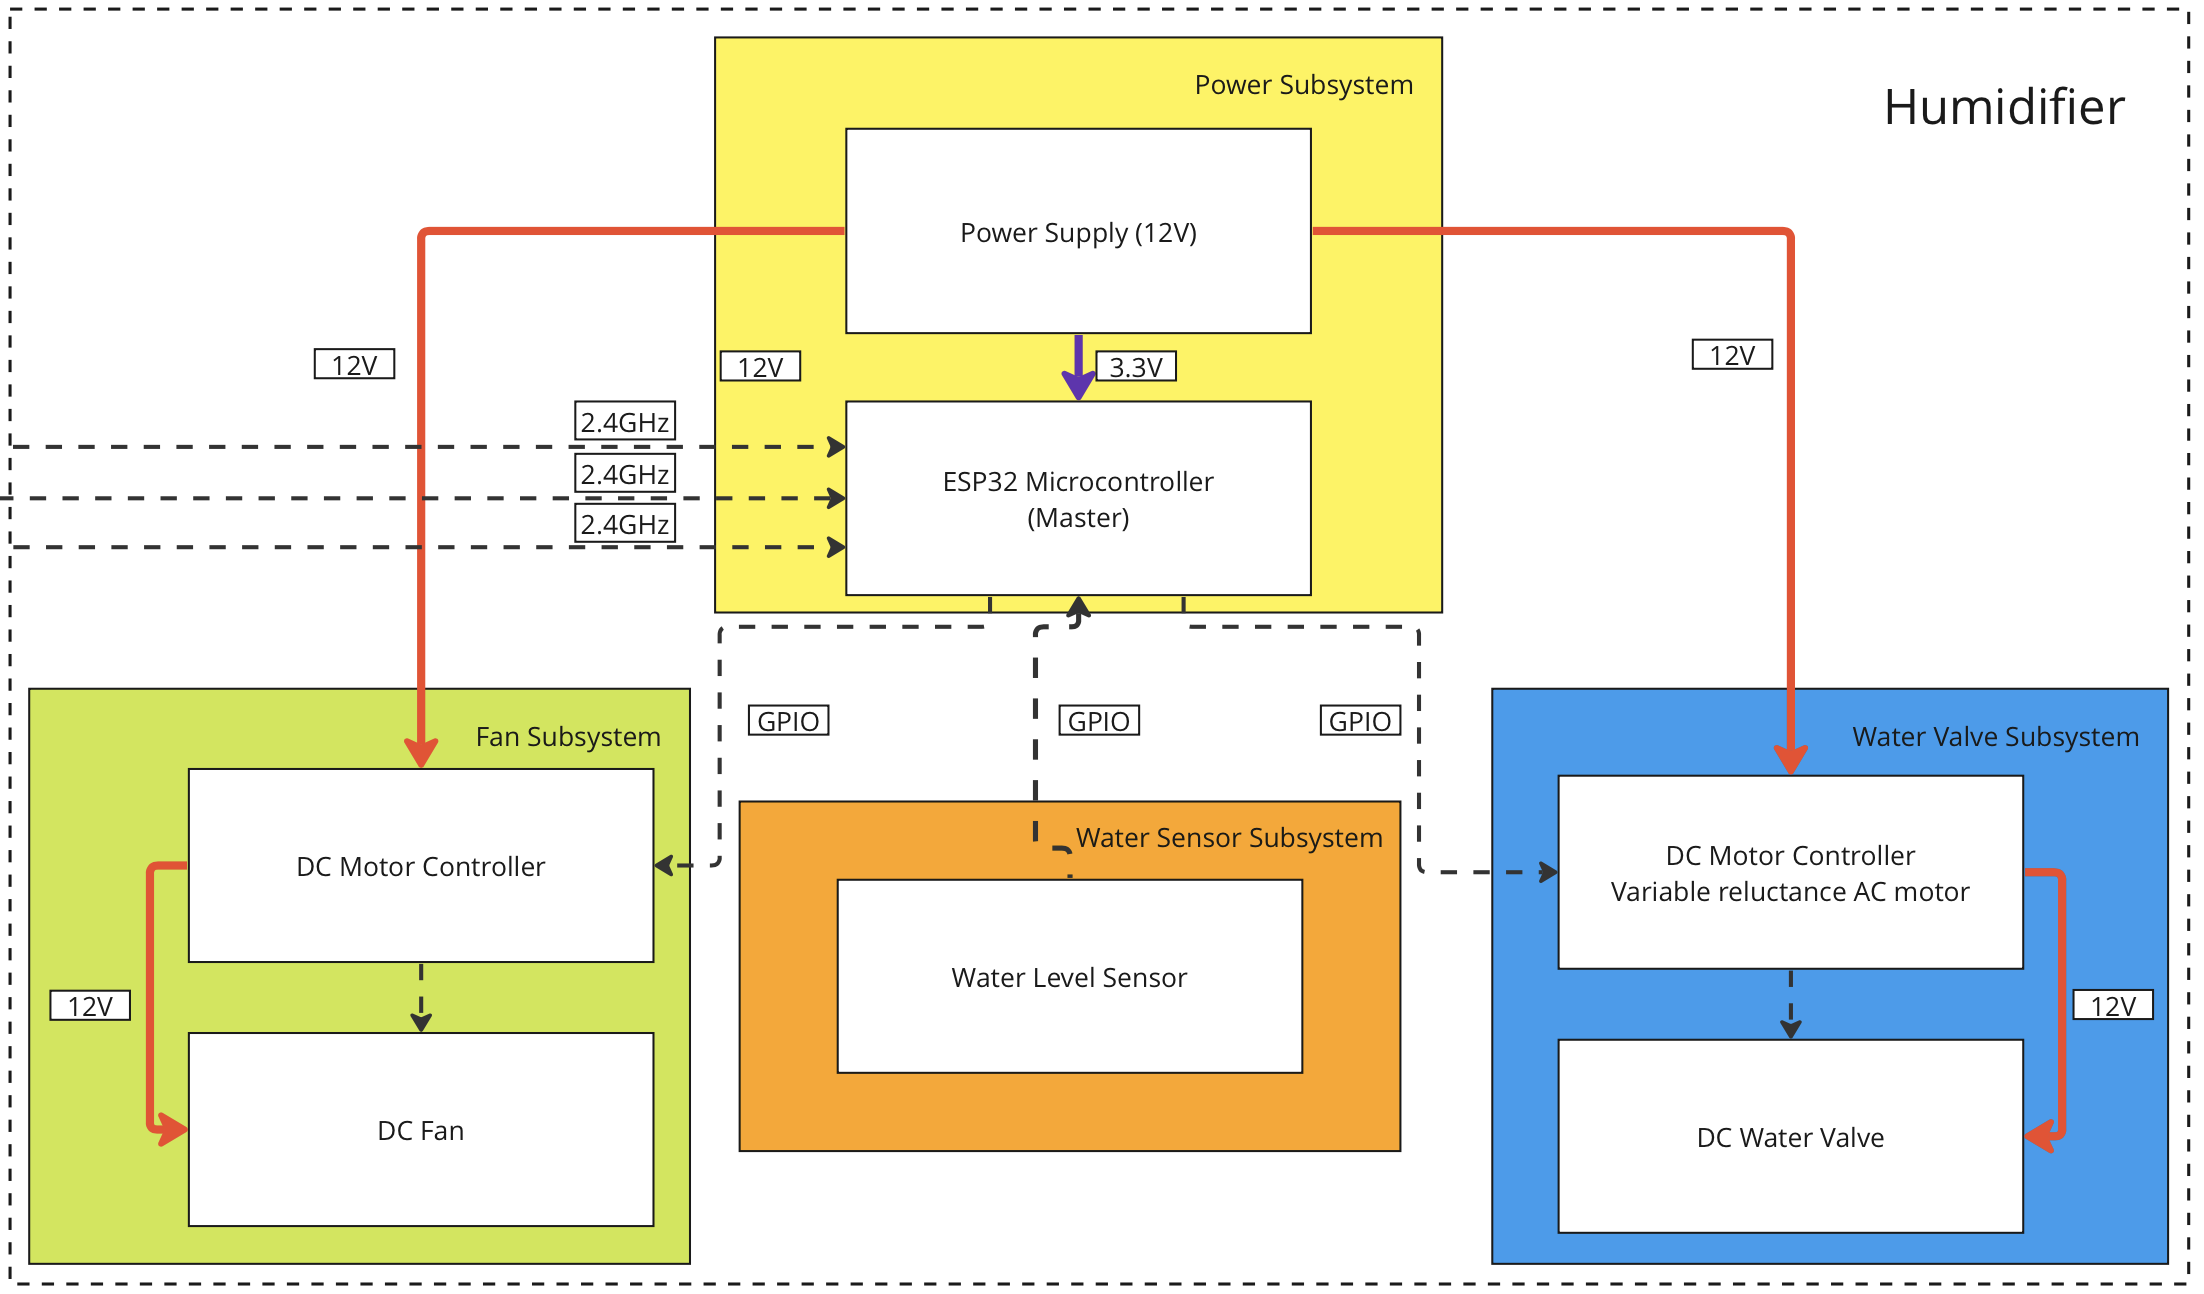 Power Subsystem
Humidifier
Power Supply (12V)
12V
12V
3.3V
12V
2.4GHz
2.4GHz
2.4GHz
ESP32 Microcontroller
(Master)
GPIO
GPIO
GPIO
Fan Subsystem
DC Motor Controller
12V
DC Fan
Water Sensor Subsystem
Water Level Sensor
Water Valve Subsystem
DC Motor Controller
Variable reluctance AC motor
12V
DC Water Valve